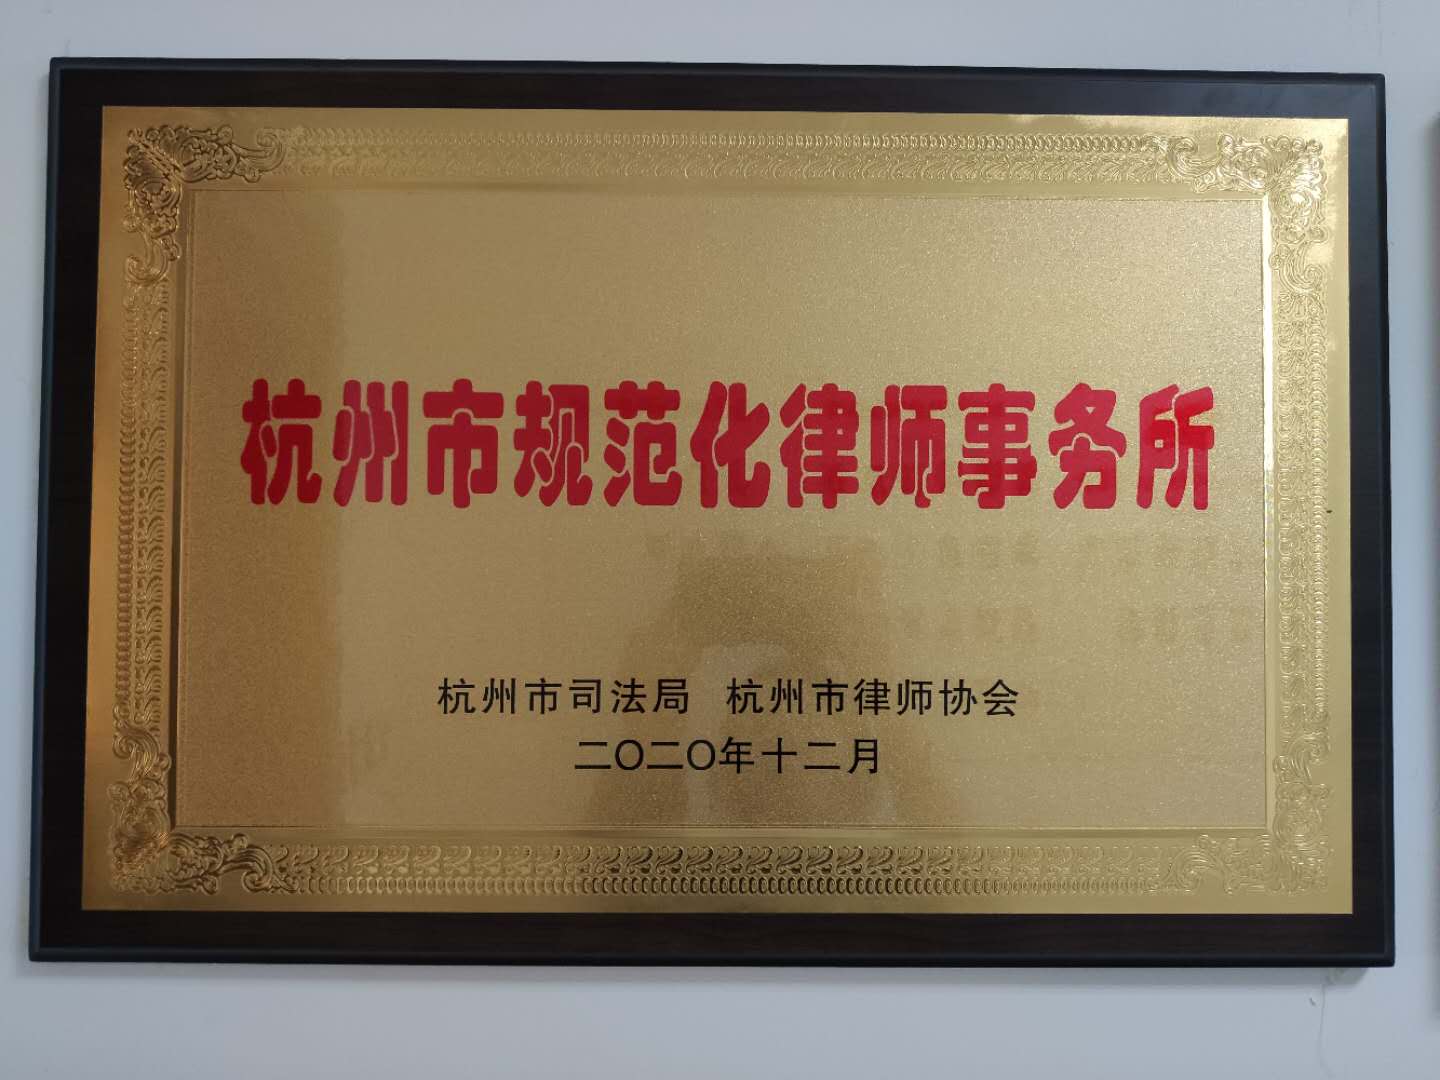 杭州市规范化律师事务所
杭州市司法局 杭州市律师协会
二〇二〇年十二月